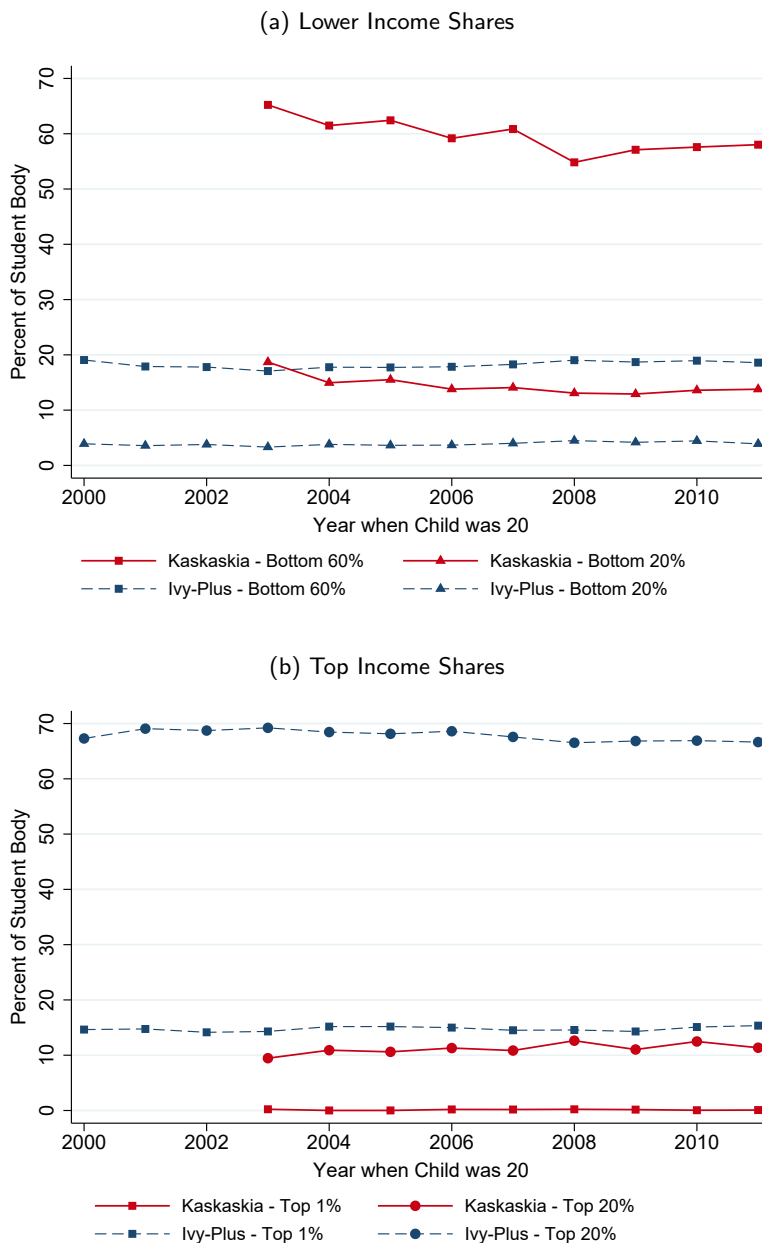 (a) Lower Income Shares
Percent of Student Body
70
60
50
40
30
20
10
0
2000 2002 2004 2006 2008 2010
Year when Child was 20
Kaskaskia - Bottom 60% Kaskaskia - Bottom 20%
Ivy-Plus - Bottom 60% Ivy-Plus - Bottom 20%
(b) Top Income Shares
Percent of Student Body
70
60
50
40
30
20
10
0
2000 2002 2004 2006 2008 2010
Year when Child was 20
Kaskaskia - Top 1% Kaskaskia - Top 20%
Ivy-Plus - Top 1% Ivy-Plus - Top 20%